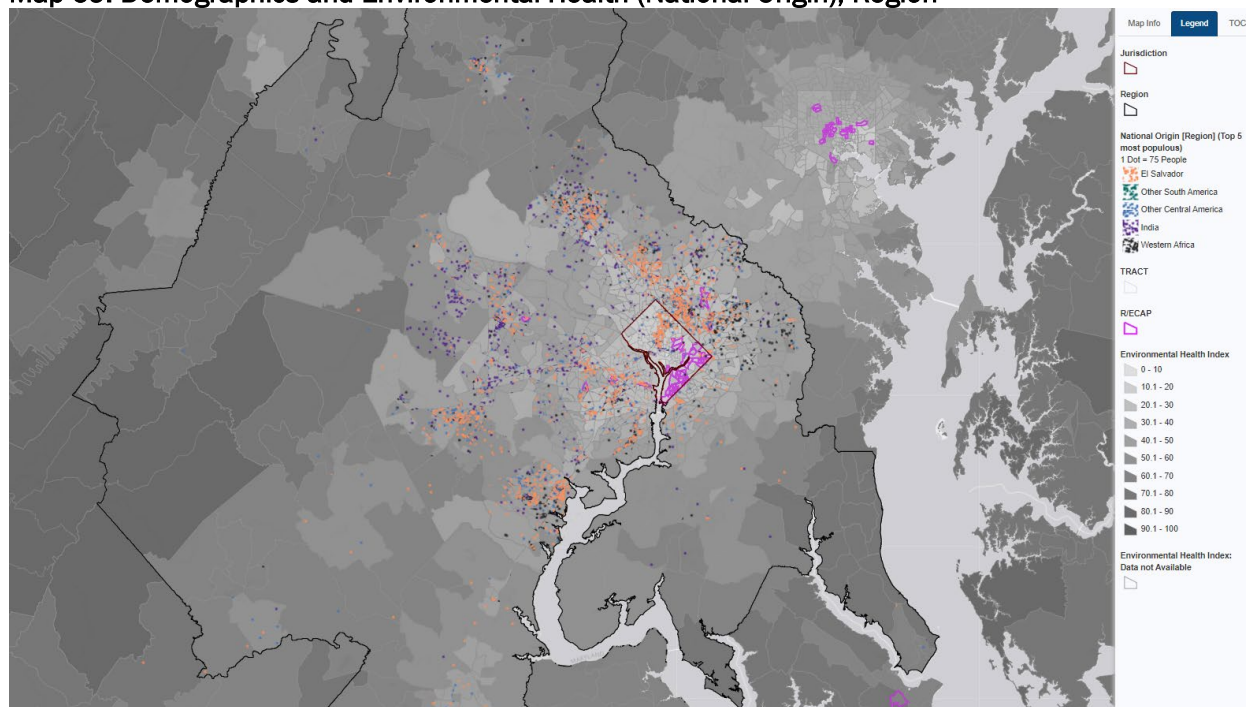 Map Info Legend TOC
Jurisdiction
Region
National Origin [Region] (Top 5
most populous)
1 Dot = 75 People
El Salvador
Other South America
Other Central America
India
Western Africa
TRACT
R/ECAP
Environmental Health Index
0 - 10
10.1 - 20
20.1 - 30
30.1 - 40
40.1 - 50
50.1 - 60
60.1 - 70
70.1 - 80
80.1 - 90
90.1 - 100
Environmental Health Index:
Data not Available